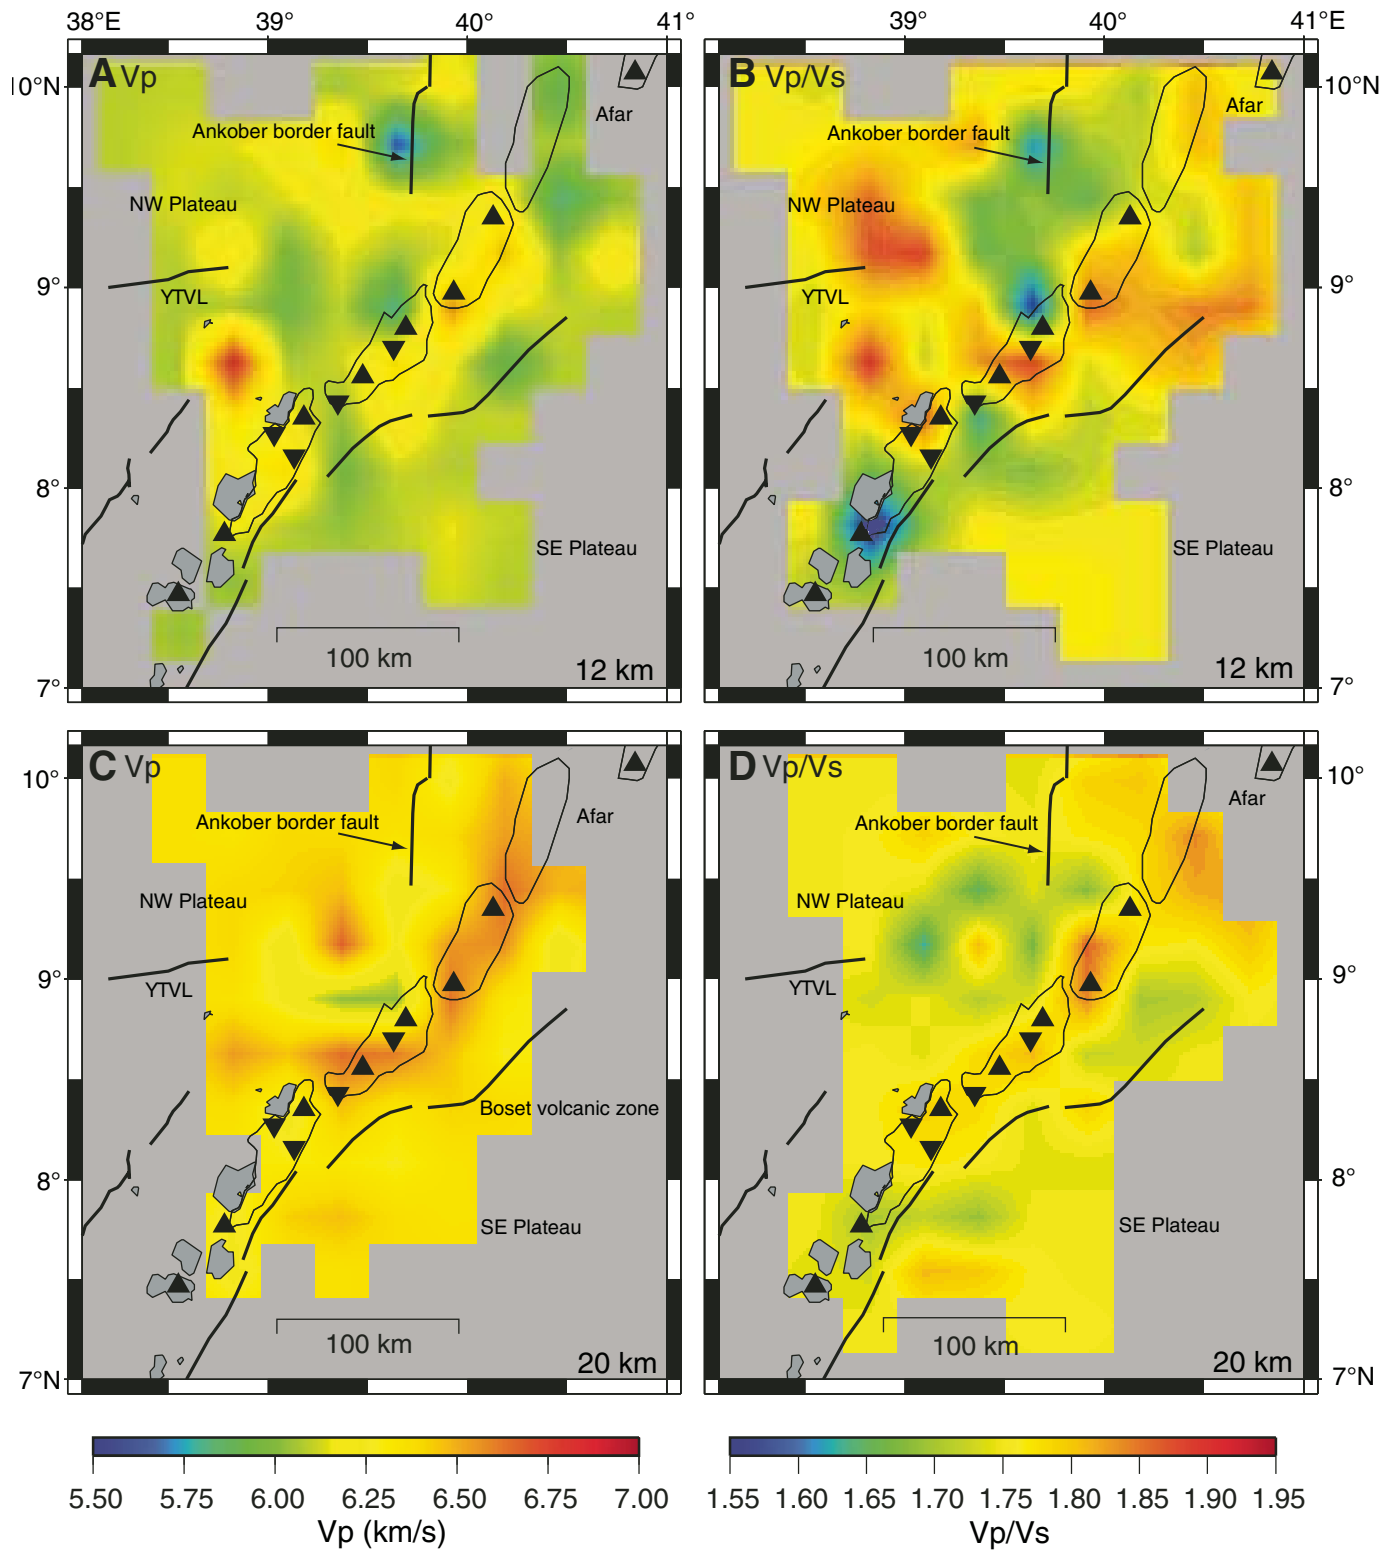 38°E 39° 40° 41° 39° 40° 41°E
A Vp
B Vp/Vs
10°N 10°N
Afar Afar
Ankober border fault Ankober border fault
NW Plateau NW Plateau
9° 9°
YTVL YTVL
8° 8°
SE Plateau SE Plateau
100 km 100 km
12 km 12 km
7° 7°
C Vp
D Vp/Vs
10° 10°
Afar Afar
Ankober border fault Ankober border fault
NW Plateau NW Plateau
9° 9°
YTVL YTVL
Boset volcanic zone
8° 8°
SE Plateau SE Plateau
100 km 100 km
20 km 20 km
7°N 7°N
5.50 5.75 6.00 6.25 6.50 6.75 7.00
Vp (km/s)
1.55 1.60 1.65 1.70 1.75 1.80 1.85 1.90 1.95
Vp/Vs